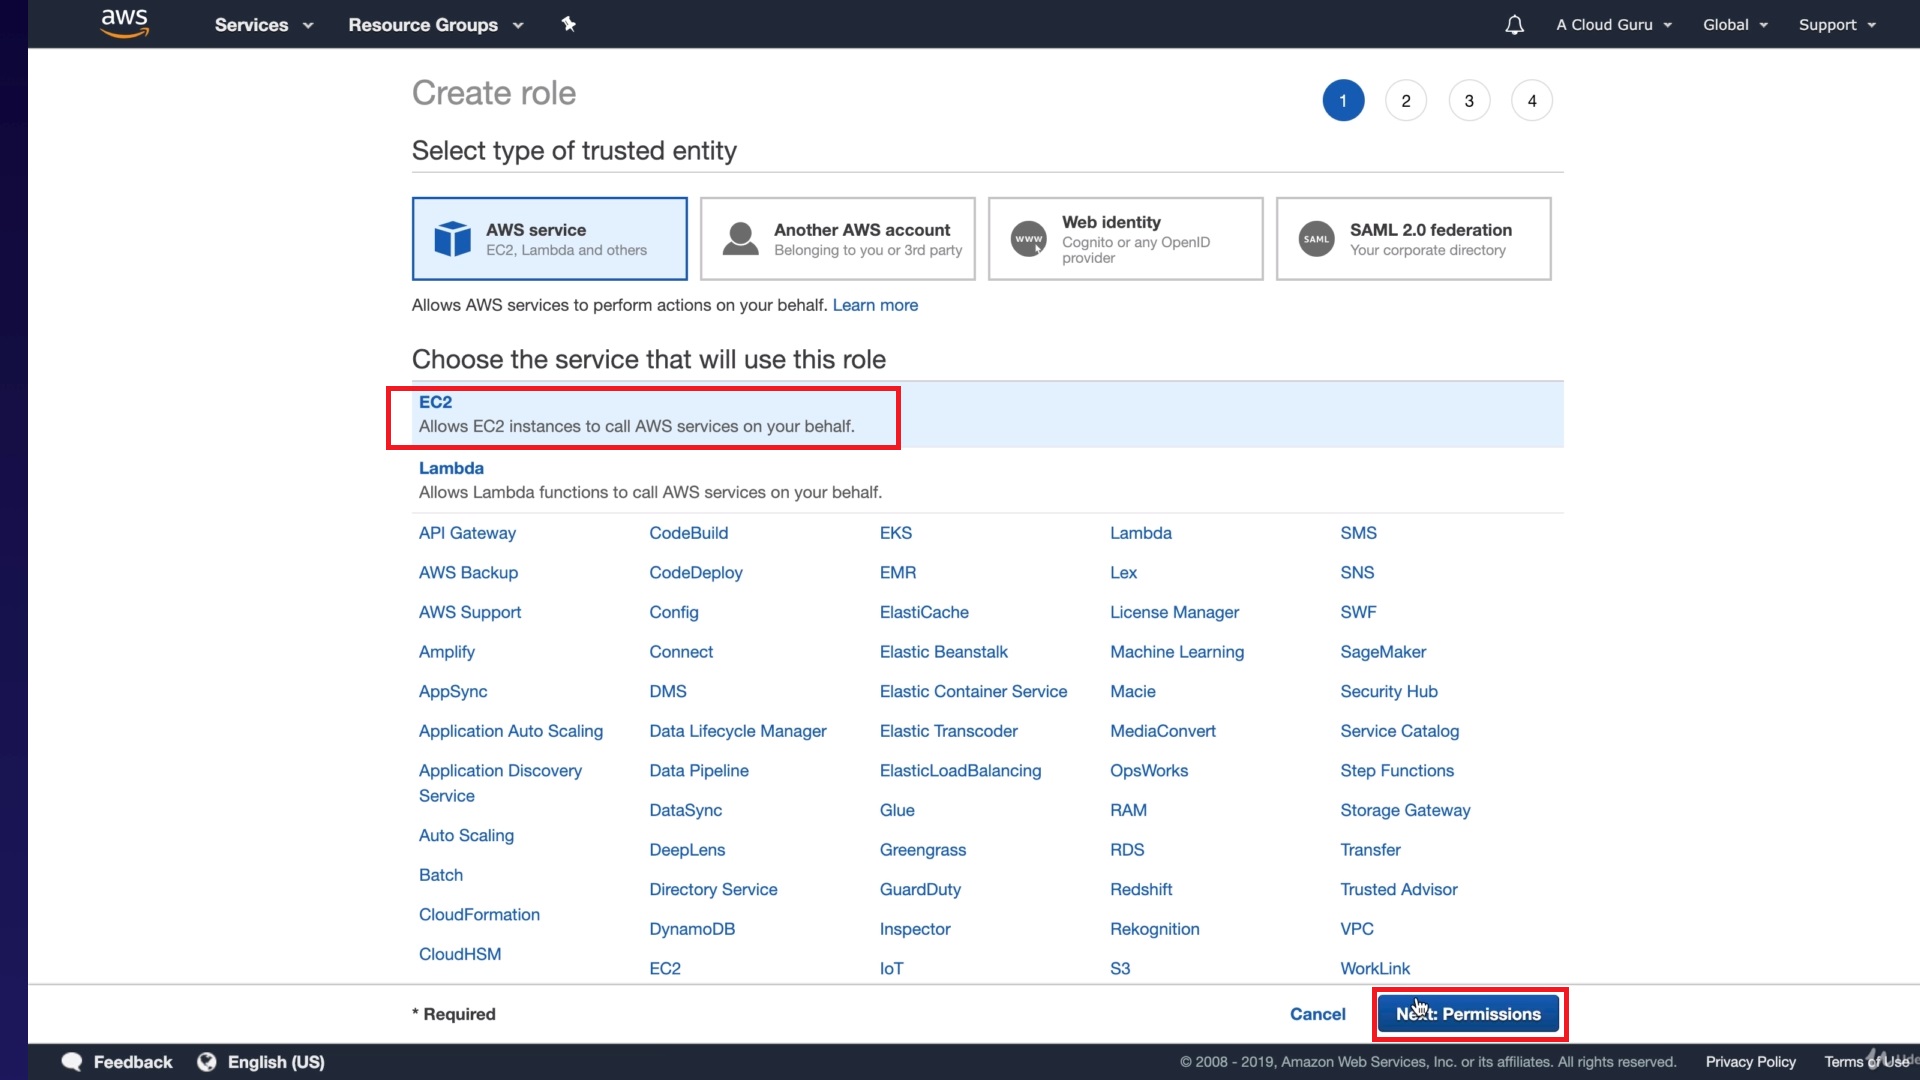 aws
Services
Resource Groups
A Cloud Guru
Global
Support
Create role
1
2
3
4
Select type of trusted entity
AWS service
EC2, Lambda and others
Another AWS account
Belonging to you or 3rd party
www
Web identity
Cognito or any OpenID
provider
SAML
SAML 2.0 federation
Your corporate directory
Allows AWS services to perform actions on your behalf. Learn more
Choose the service that will use this role
EC2
Allows EC2 instances to call AWS services on your behalf.
Lambda
Allows Lambda functions to call AWS services on your behalf.
API Gateway
AWS Backup
AWS Support
Amplify
AppSync
Application Auto Scaling
Application Discovery
Service
Auto Scaling
Batch
CloudFormation
CloudHSM
CodeBuild
CodeDeploy
Config
Connect
DMS
Data Lifecycle Manager
Data Pipeline
DataSync
DeepLens
Directory Service
DynamoDB
EC2
EKS
EMR
ElastiCache
Elastic Beanstalk
Elastic Container Service
Elastic Transcoder
ElasticLoadBalancing
Glue
Greengrass
GuardDuty
Inspector
IoT
Lambda
Lex
License Manager
Machine Learning
Macie
MediaConvert
OpsWorks
RAM
RDS
Redshift
Rekognition
S3
SMS
SNS
SWF
SageMaker
Security Hub
Service Catalog
Step Functions
Storage Gateway
Transfer
Trusted Advisor
VPC
WorkLink
* Required
Cancel
Next: Permissions
Feedback
English (US)
© 2008 - 2019, Amazon Web Services, Inc. or its affiliates. All rights reserved.
Privacy Policy
Terms of Use